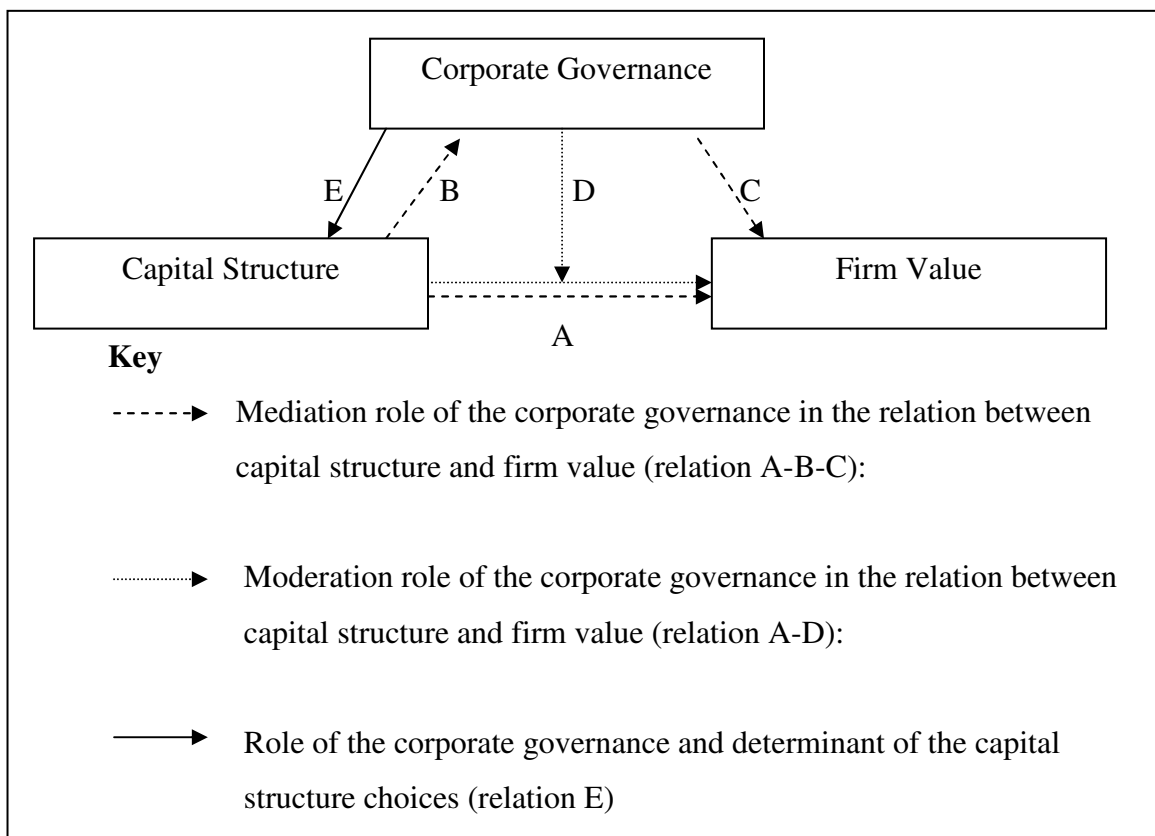 Corporate Governance
E
B
D
C
Capital Structure
Firm Value
A
Key
Mediation role of the corporate governance in the relation between
capital structure and firm value (relation A-B-C):
Moderation role of the corporate governance in the relation between
capital structure and firm value (relation A-D):
Role of the corporate governance and determinant of the capital
structure choices (relation E)